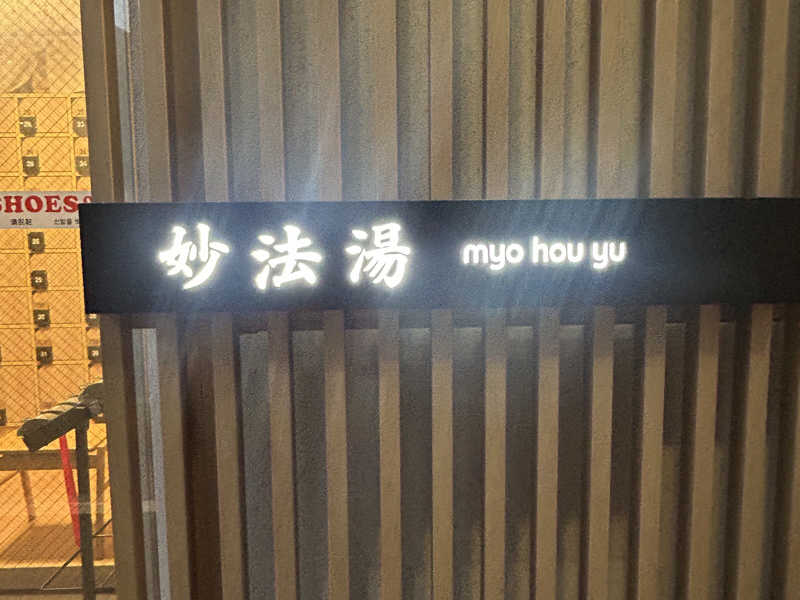 妙法湯 myo hou yu
SHOES